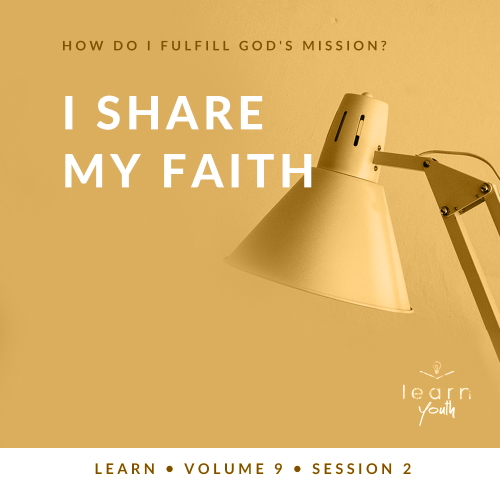 HOW DO I FULFILL GOD'S MISSION?
I SHARE
MY FAITH
learn
youth
LEARN • VOLUME 9 • SESSION 2